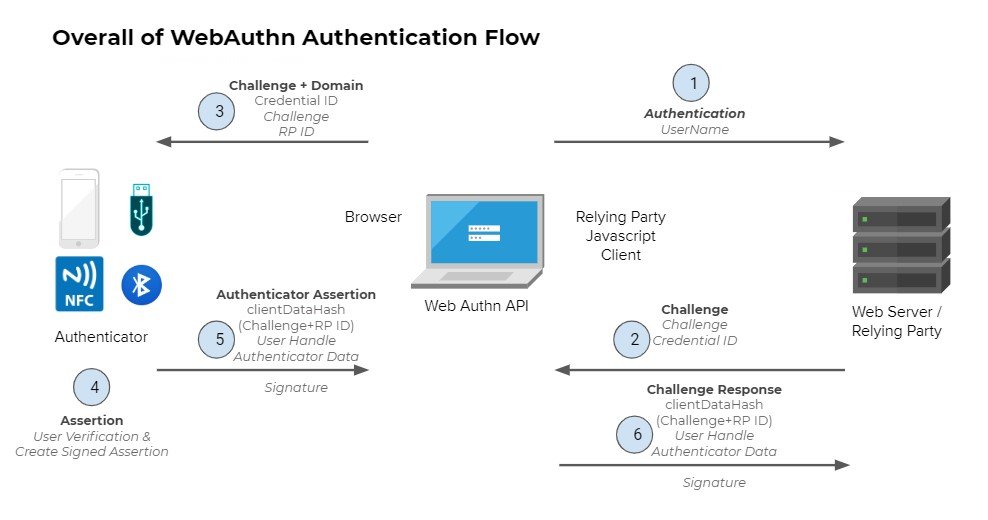 Overall of WebAuthn Authentication Flow
3
Challenge + Domain
Credential ID
Challenge
RP ID
1
Authentication
UserName
NFC
Authenticator
Browser
Web Authn API
Relying Party
Javascript
Client
Web Server /
Relying Party
5
Authenticator Assertion
clientDataHash
(Challenge+RP ID)
User Handle
Authenticator Data
Signature
2
Challenge
Challenge
Credential ID
4
Assertion
User Verification &
Create Signed Assertion
6
Challenge Response
clientDataHash
(Challenge+RP ID)
User Handle
Authenticator Data
Signature